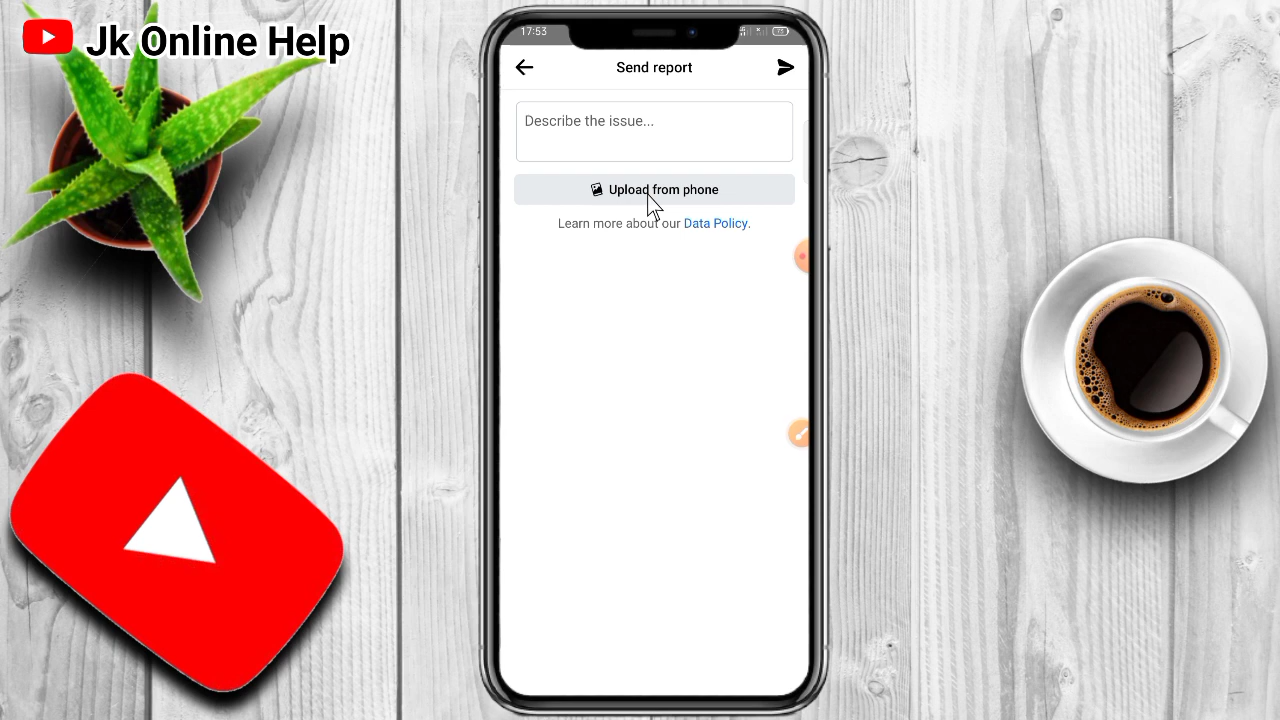 Jk Online Help
17:53
Send report
Describe the issue...
Upload from phone
Learn more about our Data Policy.